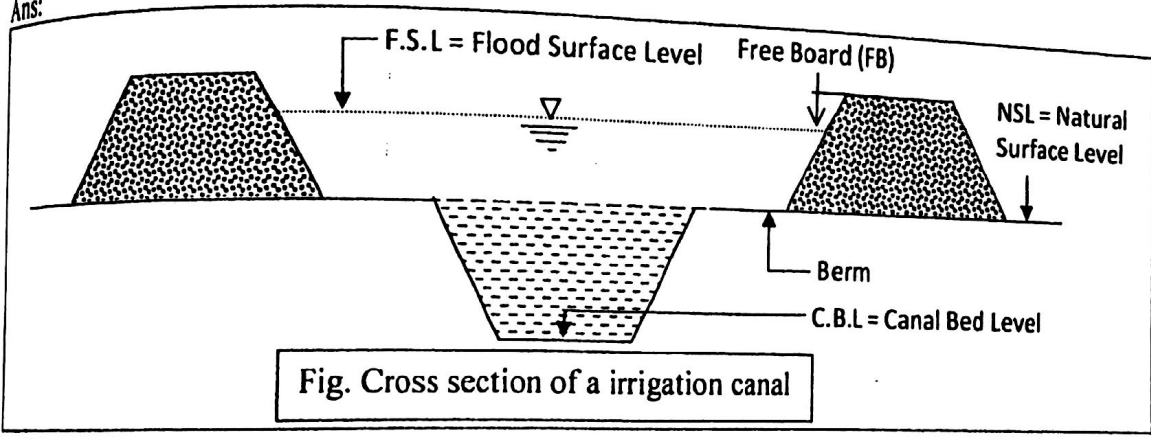 Ans:
F.S.L = Flood Surface Level
Free Board (FB)
NSL = Natural
Surface Level
Berm
C.B.L = Canal Bed Level
Fig. Cross section of a irrigation canal